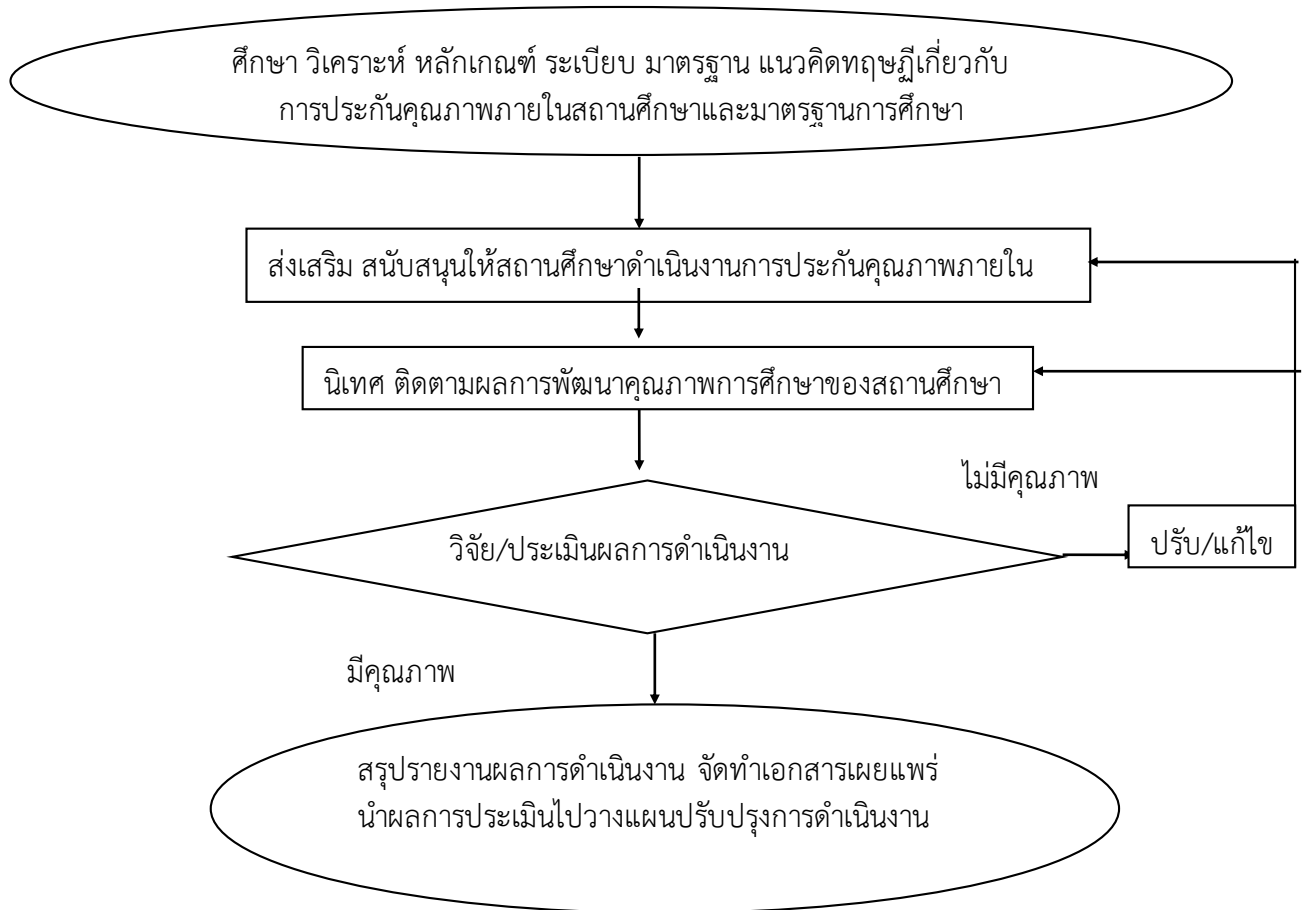 ศึกษา วิเคราะห์ หลักเกณฑ์ ระเบียบ มาตรฐาน แนวคิดทฤษฎีเกี่ยวกับ
การประกันคุณภาพภายในสถานศึกษาและมาตรฐานการศึกษา
ส่งเสริม สนับสนุนให้สถานศึกษาดำเนินงานการประกันคุณภาพภายใน
นิเทศ ติดตามผลการพัฒนาคุณภาพการศึกษาของสถานศึกษา
ไม่มีคุณภาพ
วิจัย/ประเมินผลการดำเนินงาน
ปรับ/แก้ไข
มีคุณภาพ
สรุปรายงานผลการดำเนินงาน จัดทำเอกสารเผยแพร่
นำผลการประเมินไปวางแผนปรับปรุงการดำเนินงาน